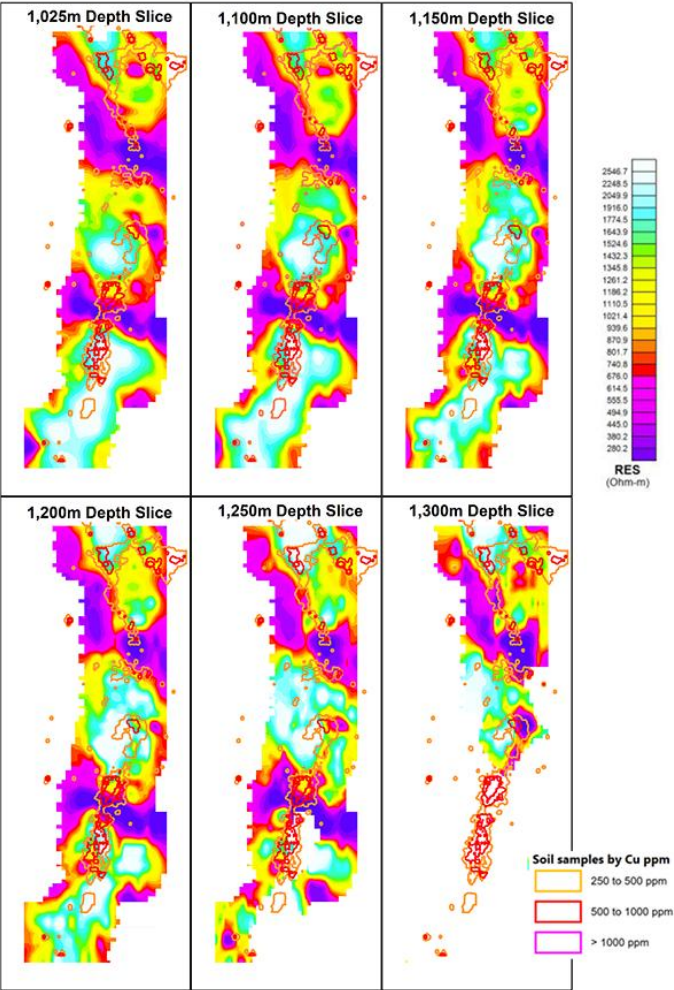 1,025m Depth Slice
1,100m Depth Slice
1,150m Depth Slice
2546.7
2248.5
2049.9
1916.0
1774.5
1643.9
1524.6
1432.3
1345.8
1261.2
1186.2
1110.5
1021.4
939.6
870.9
801.7
740.8
676.0
614.5
555.5
494.9
445.0
380.2
280.2
RES
(Ohm-m)
1,200m Depth Slice
1,250m Depth Slice
1,300m Depth Slice
Soil samples by Cu ppm
250 to 500 ppm
500 to 1000 ppm
> 1000 ppm